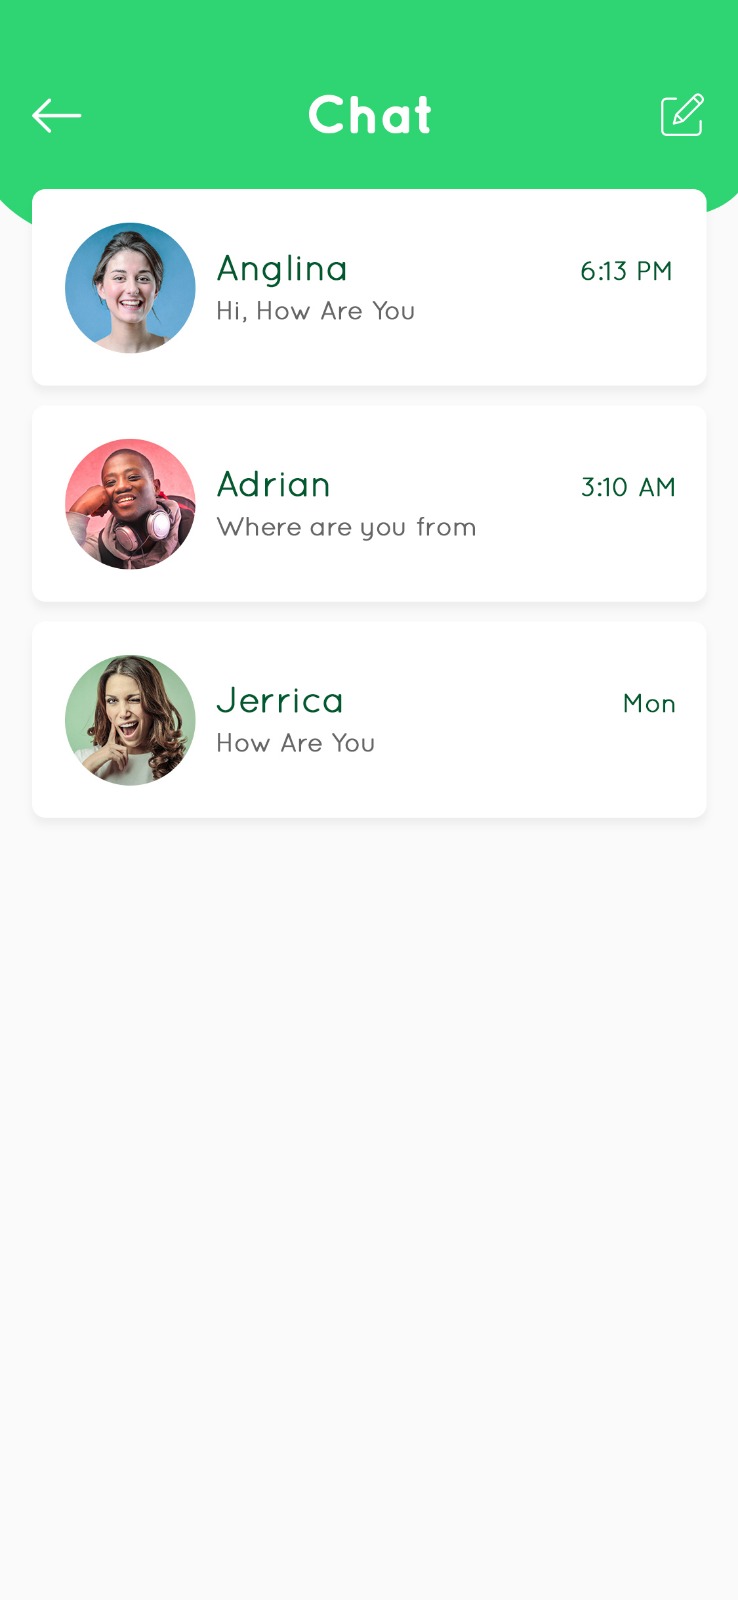 Chat
Anglina
6:13 PM
Hi, How Are You
Adrian
3:10 AM
Where are you from
Jerrica
Mon
How Are You